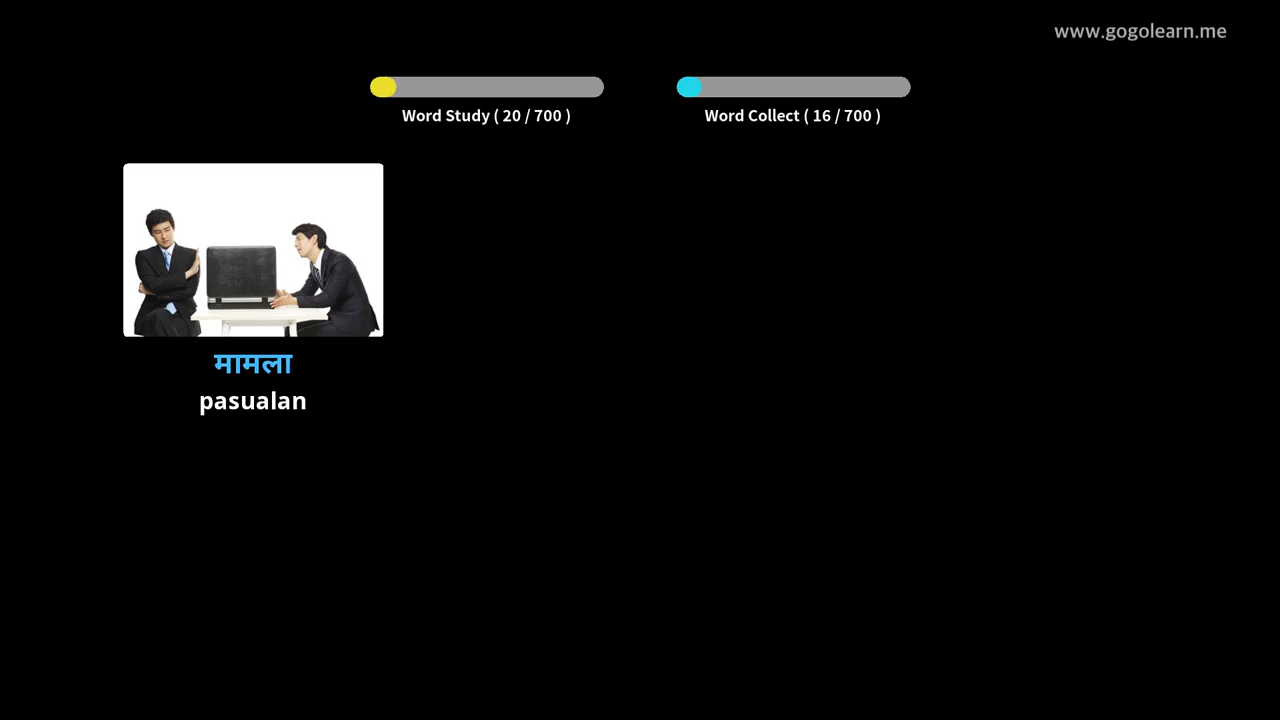 www.gogolearn.me
Word Study ( 20 / 700 )
Word Collect ( 16 / 700 )
मामला
pasualan